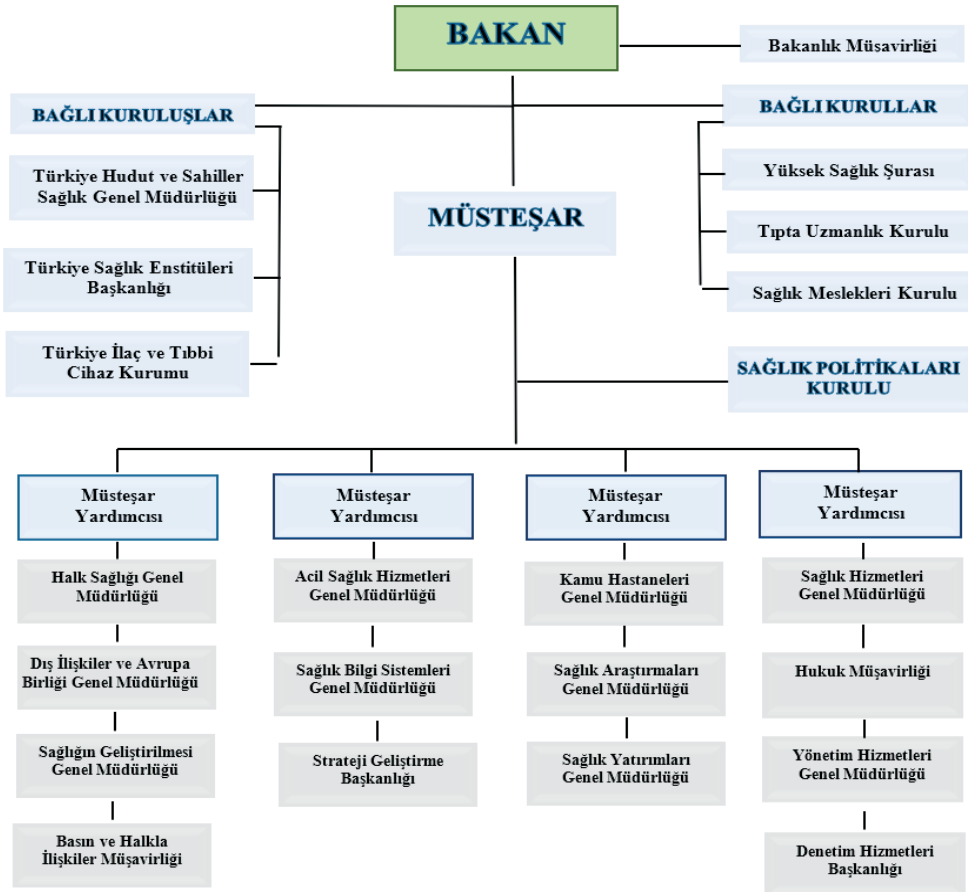 BAKAN
Bakanlık Müsavirliği
BAĞLI KURULUŞLAR
Türkiye Hudut ve Sahiller
Sağlık Genel Müdürlüğü
Türkiye Sağlık Enstitüleri
Başkanlığı
Türkiye İlaç ve Tıbbi
Cihaz Kurumu
BAĞLI KURULLAR
Yüksek Sağlık Şurası
Tıpta Uzmanlık Kurulu
Sağlık Meslekleri Kurulu
MÜSTEŞAR
SAĞLIK POLİTİKALARI
KURULU
Müsteşar
Yardımcısı
Halk Sağlığı Genel
Müdürlüğü
Dış İlişkiler ve Avrupa
Birliği Genel Müdürlüğü
Sağlığın Geliştirilmesi
Genel Müdürlüğü
Basın ve Halkla
İlişkiler Müşavirliği
Müsteşar
Yardımcısı
Acil Sağlık Hizmetleri
Genel Müdürlüğü
Sağlık Bilgi Sistemleri
Genel Müdürlüğü
Strateji Geliştirme
Başkanlığı
Müsteşar
Yardımcısı
Kamu Hastaneleri
Genel Müdürlüğü
Sağlık Araştırmaları
Genel Müdürlüğü
Sağlık Yatırımları
Genel Müdürlüğü
Müsteşar
Yardımcısı
Sağlık Hizmetleri
Genel Müdürlüğü
Hukuk Müşavirliği
Yönetim Hizmetleri
Genel Müdürlüğü
Denetim Hizmetleri
Başkanlığı